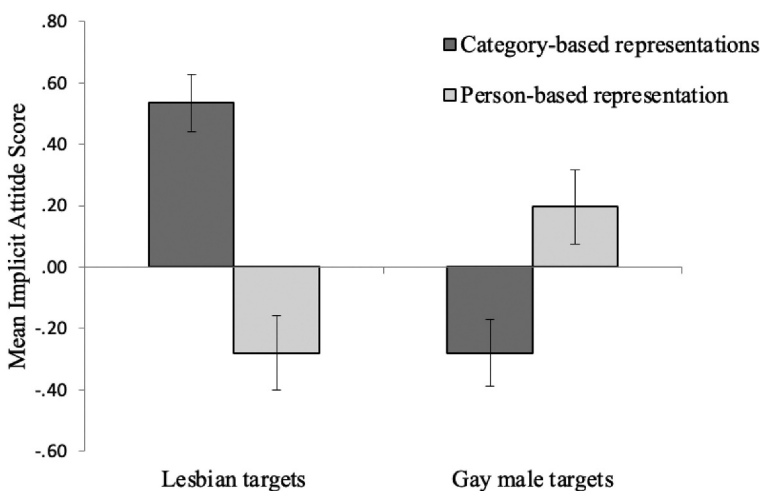 .80
Category-based representations
.60
Person-based representation
.40
.20
.00
-.20
-.40
-.60
Mean Implicit Attitde Score
Lesbian targets
Gay male targets